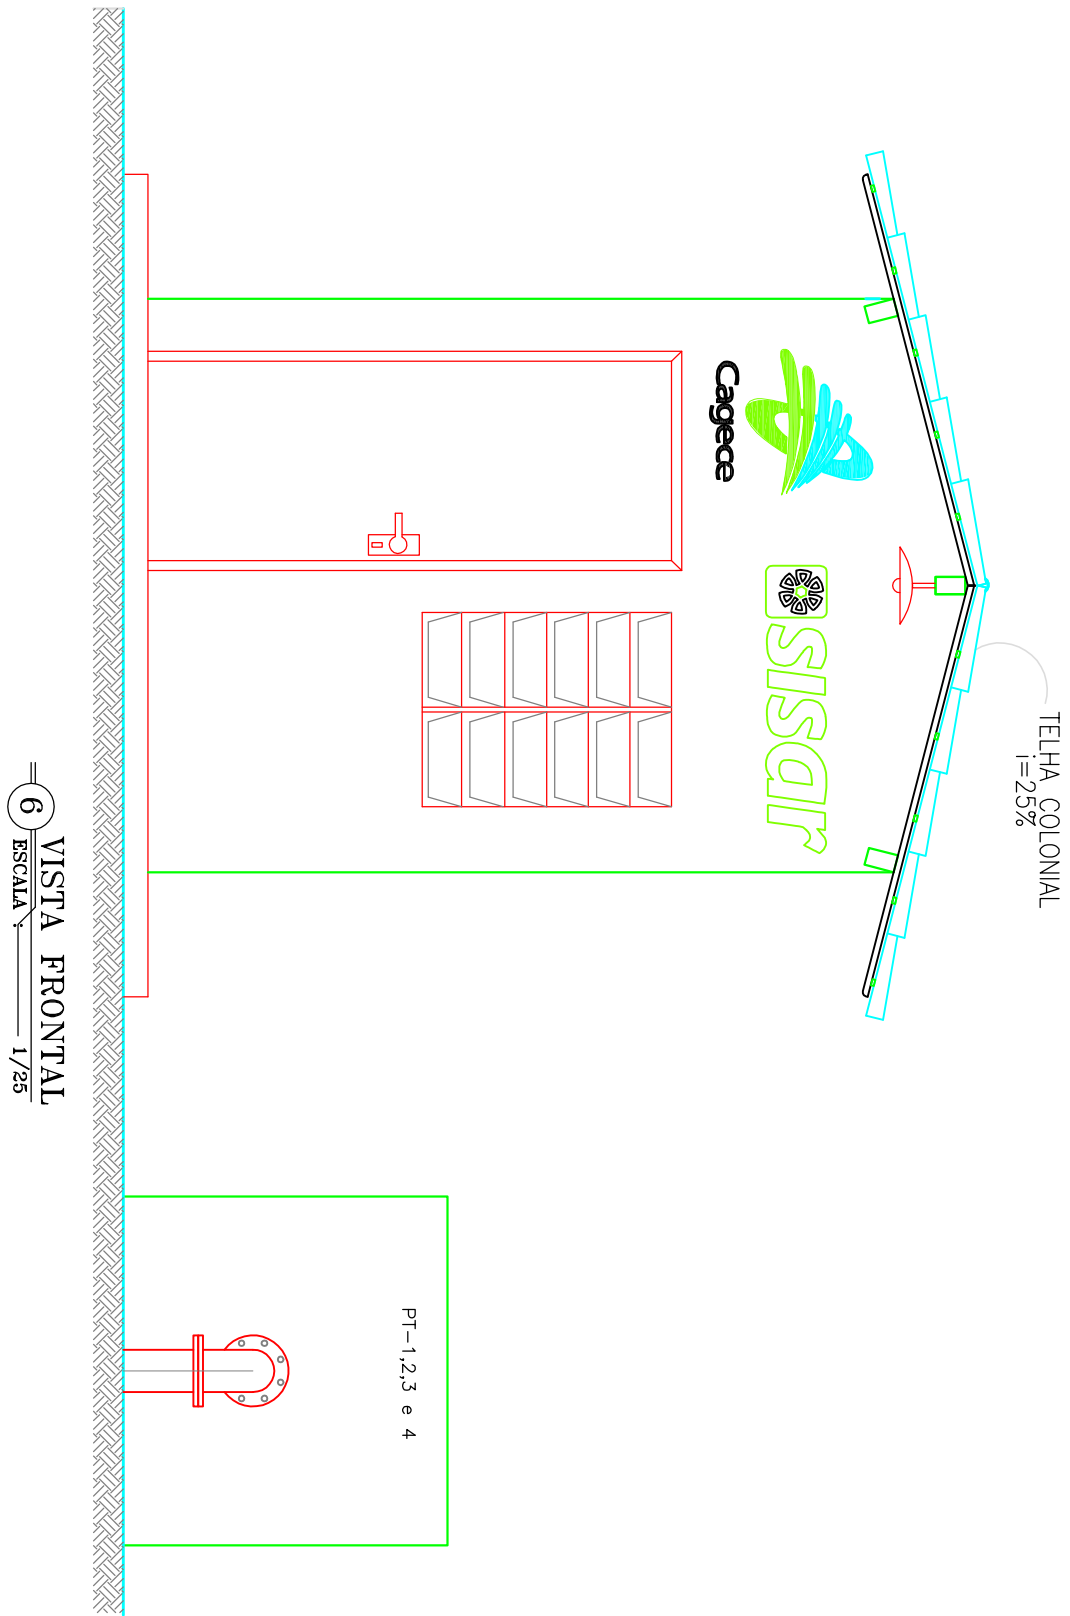 TELHA COLONIAL
i=25%
Cagece
sisar
PT-1,2,3 e 4
6
VISTA FRONTAL
ESCALA : 1/25